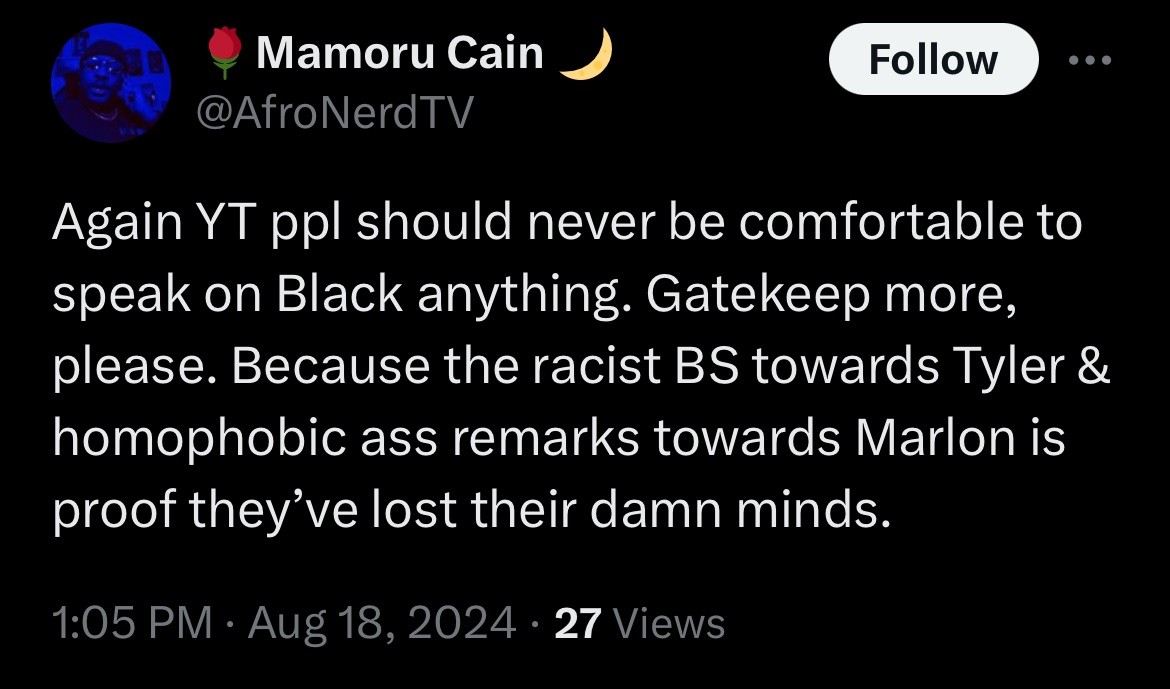 🌹Mamoru Cain 🌙
@AfroNerdTV
Follow
Again YT ppl should never be comfortable to
speak on Black anything. Gatekeep more,
please. Because the racist BS towards Tyler &
homophobic ass remarks towards Marlon is
proof they’ve lost their damn minds.
1:05 PM · Aug 18, 2024 · 27 Views